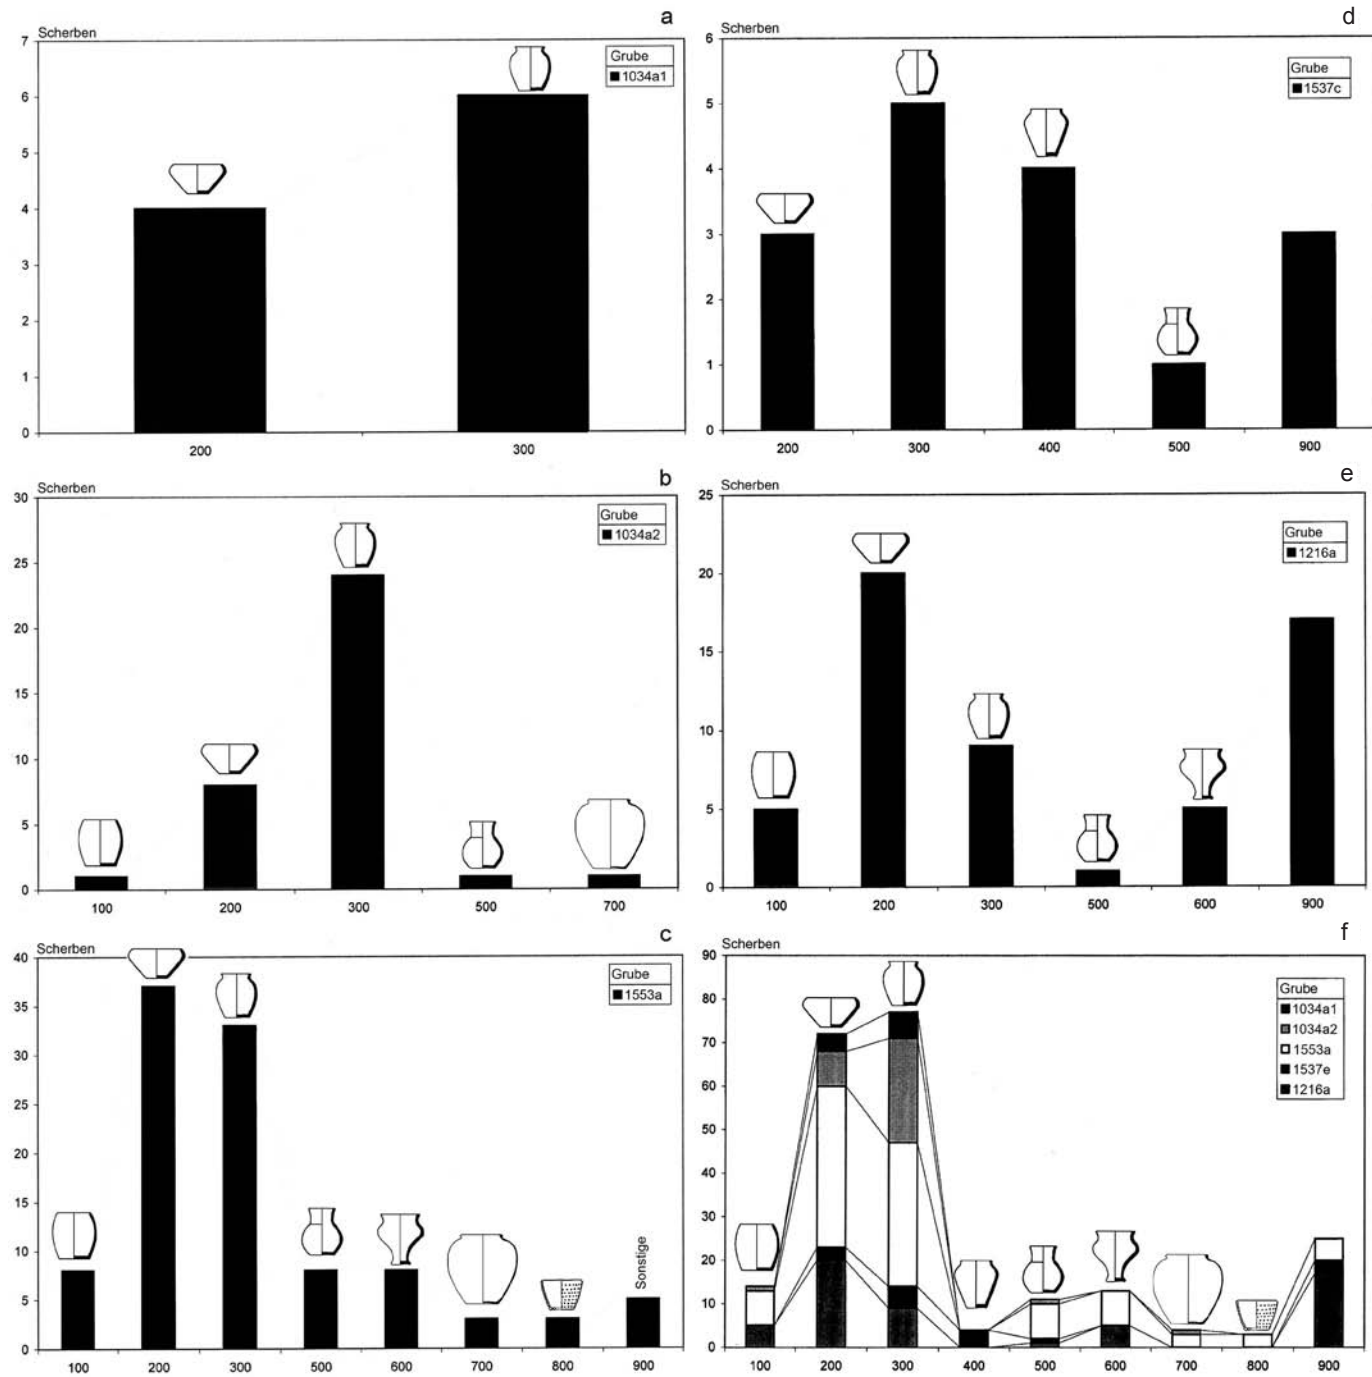 a
Scherben
7
6
5
4
3
2
1
0
Grube
1034a1
200 300
b
Scherben
30
25
20
15
10
5
0
Grube
1034a2
100 200 300 500 700
c
Scherben
40
35
30
25
20
15
10
5
0
Grube
1553a
Sonstige
100 200 300 500 600 700 800 900
d
Scherben
6
5
4
3
2
1
0
Grube
1537c
200 300 400 500 900
e
Scherben
25
20
15
10
5
0
Grube
1216a
100 200 300 500 600 900
f
Scherben
90
80
70
60
50
40
30
20
10
0
Grube
1034a1
1034a2
1553a
1537e
1216a
100 200 300 400 500 600 700 800 900